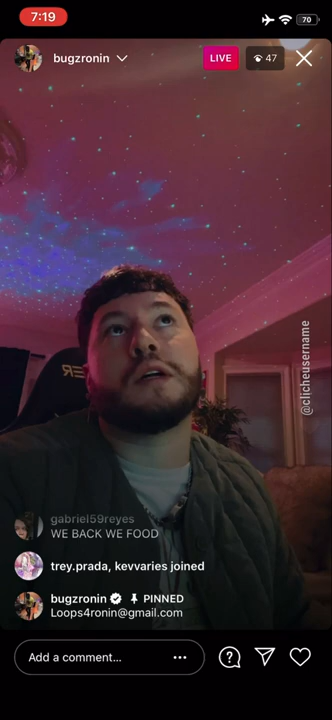 7:19
70
bugzronin
LIVE
47
ER
@clicheusername
gabriel59reyes
WE BACK WE FOOD
trey.prada, kevvaries joined
bugzronin PINNED
Loops4ronin@gmail.com
Add a comment...